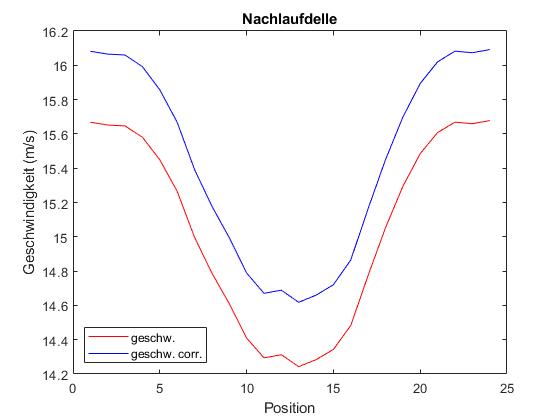 Nachlaufdelle
Geschwindigkeit (m/s)
16.2
16
15.8
15.6
15.4
15.2
15
14.8
14.6
14.4
14.2
geschw.
geschw. corr.
0 5 10 15 20 25
Position